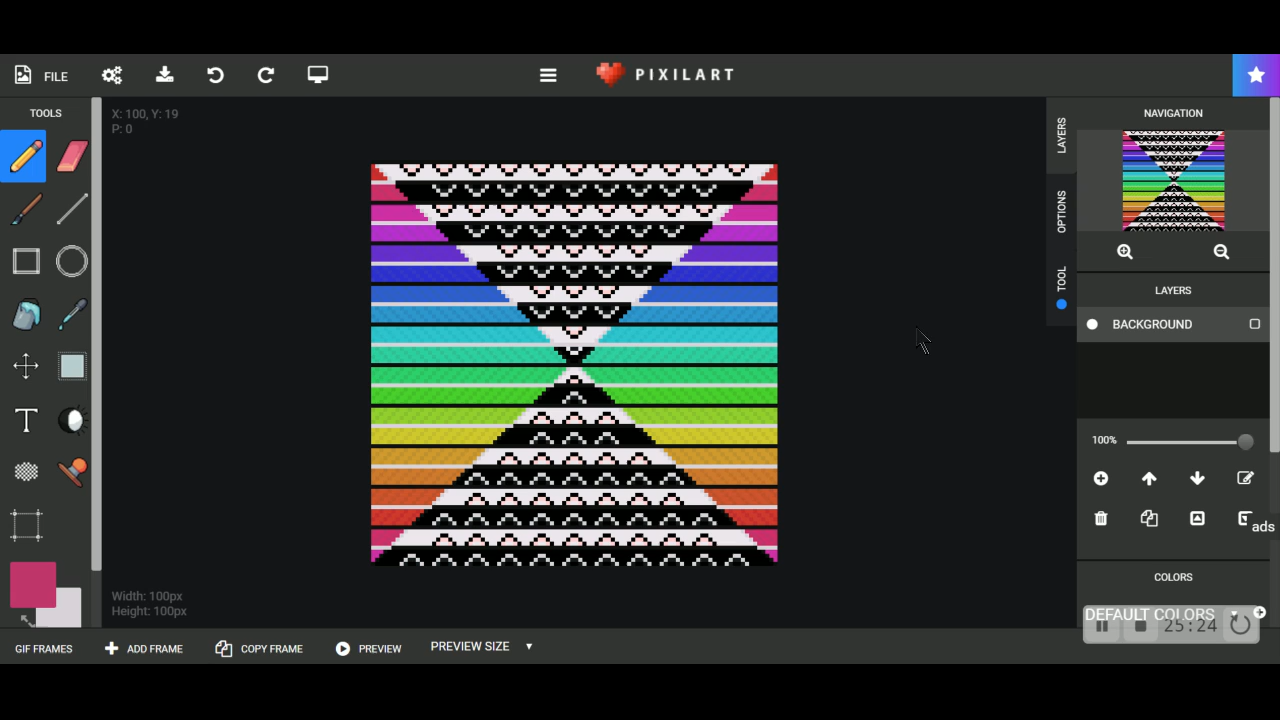 FILE
PIXILART
TOOLS
X: 100, Y: 19
P: 0
LAYERS
OPTIONS
TOOL
NAVIGATION
LAYERS
BACKGROUND
100%
ads
COLORS
DEFAULT COLORS
25:24
Width: 100px
Height: 100px
GIF FRAMES
ADD FRAME
COPY FRAME
PREVIEW
PREVIEW SIZE